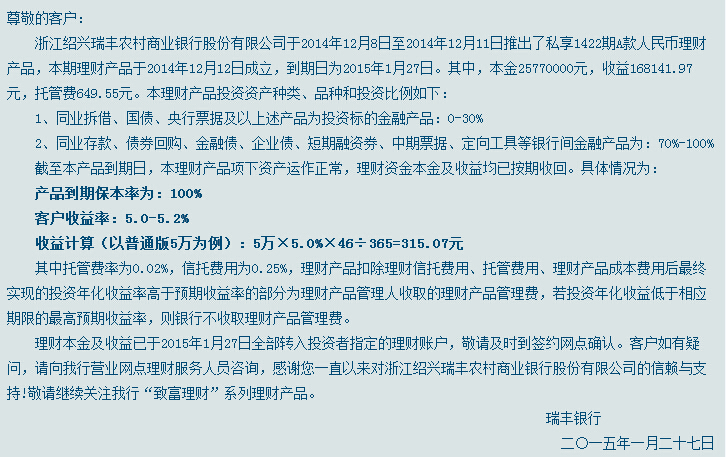 尊敬的客户：
浙江绍兴瑞丰农村商业银行股份有限公司于2014年12月8日至2014年12月11日推出了私享1422期A款人民币理财
产品，本期理财产品于2014年12月12日成立，到期日为2015年1月27日。其中，本金25770000元，收益168141.97
元，托管费649.55元。本理财产品投资资产种类、品种和投资比例如下：
1、同业拆借、国债、央行票据及以上述产品为投资标的金融产品：0-30%
2、同业存款、债券回购、金融债、企业债、短期融资券、中期票据、定向工具等银行间金融产品为：70%-100%
截至本产品到期日，本理财产品项下资产运作正常，理财资金本金及收益均已按期收回。具体情况为：
产品到期保本率为：100%
客户收益率：5.0-5.2%
收益计算（以普通版5万为例）：5万×5.0%×46÷365=315.07元
其中托管费率为0.02%，信托费用为0.25%，理财产品扣除理财信托费用、托管费用、理财产品成本费用后最终
实现的投资年化收益率高于预期收益率的部分为理财产品管理人收取的理财产品管理费，若投资年化收益低于相应
期限的最高预期收益率，则银行不收取理财产品管理费。
理财本金及收益已于2015年1月27日全部转入投资者指定的理财账户，敬请及时到签约网点确认。客户如有疑
问，请向我行营业网点理财服务人员咨询，感谢您一直以来对浙江绍兴瑞丰农村商业银行股份有限公司的信赖与支
持!敬请继续关注我行“致富理财”系列理财产品。
瑞丰银行
二〇一五年一月二十七日